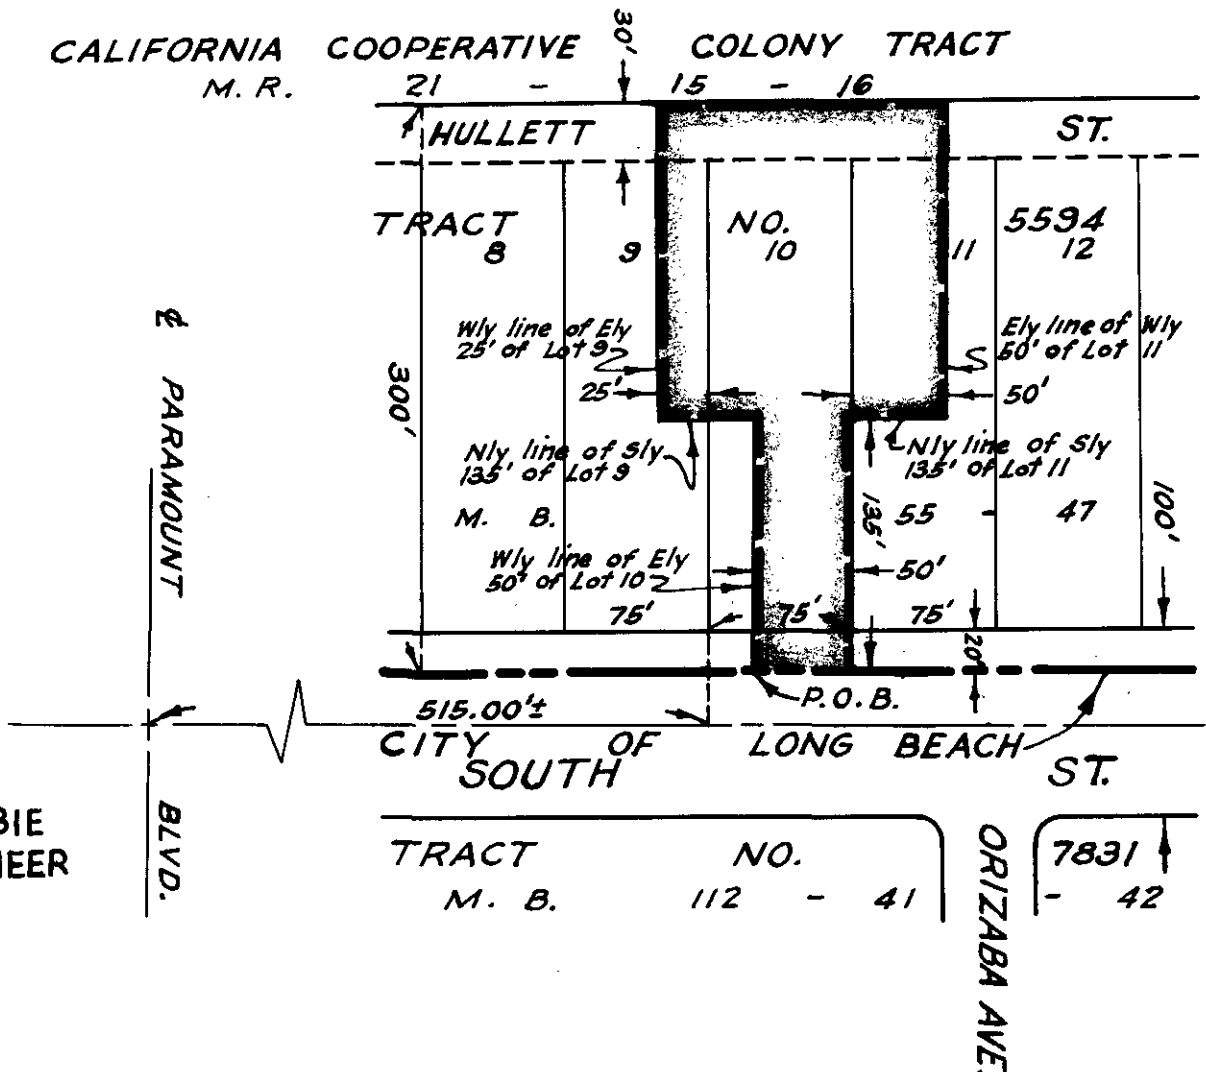 30'
CALIFORNIA COOPERATIVE COLONY TRACT
M. R. 21 - 15 - 16
HULLETT ST.
TRACT NO. 5594
8 9 10 11 12
Wly line of Ely
25' of Lot 9
Ely line of Wly
50' of Lot 11
25' 50'
300'
℄ PARAMOUNT BLVD.
Nly line of Sly
135' of Lot 9
Nly line of Sly
135' of Lot 11
M. B. 55 - 47
135'
100'
Wly line of Ely
50' of Lot 10
50'
75' 75' 75'
20'
P.O.B.
515.00'±
CITY OF LONG BEACH
SOUTH ST.
BIE
NEER
TRACT NO. 7831
M. B. 112 - 41 - 42
ORIZABA AVE.